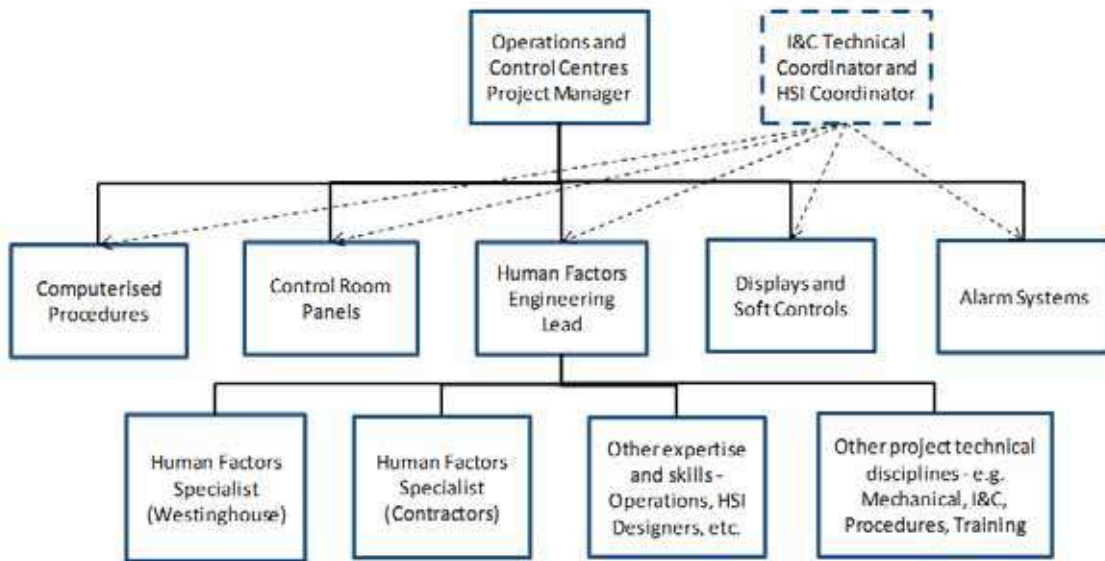 Operations and
Control Centres
Project Manager
I&C Technical
Coordinator and
HSI Coordinator
Computerised
Procedures
Control Room
Panels
Human Factors
Engineering
Lead
Displays and
Soft Controls
Alarm Systems
Human Factors
Specialist
(Westinghouse)
Human Factors
Specialist
(Contractors)
Other expertise
and skills -
Operations, HSI
Designers, etc.
Other project technical
disciplines - e.g.
Mechanical, I&C,
Procedures, Training